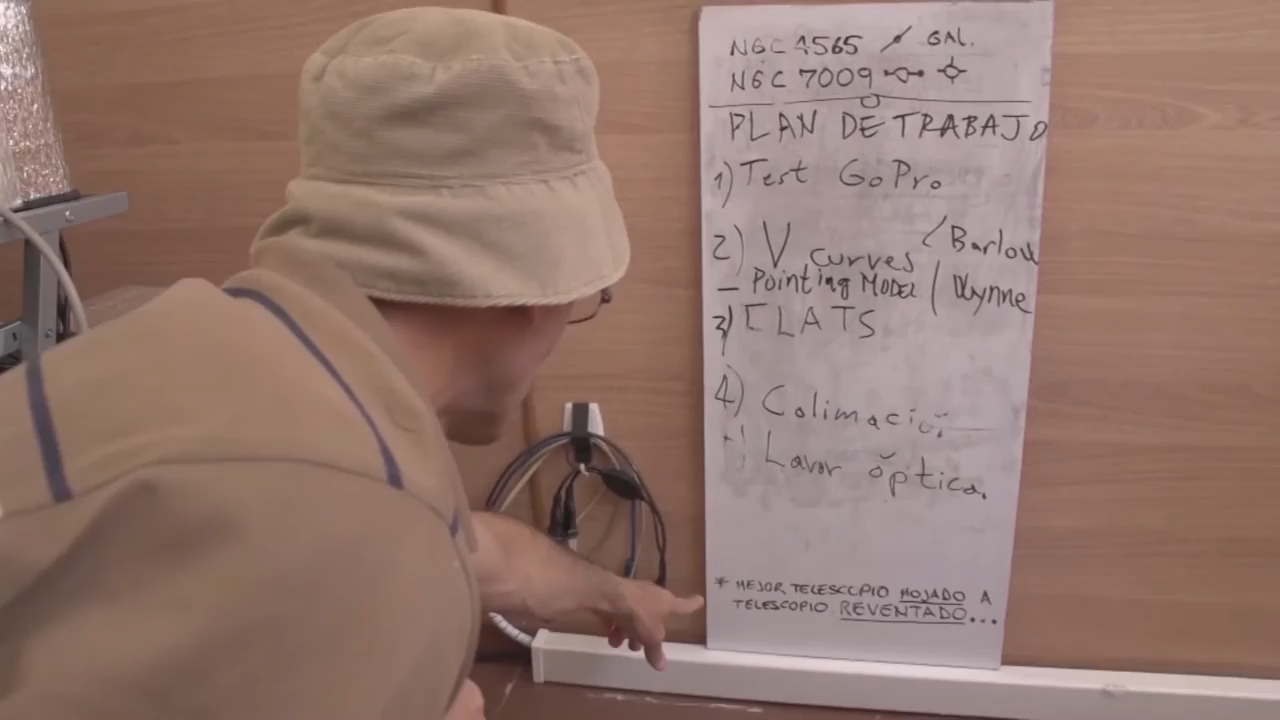 NGC 4565 GAL.
NGC 7009
PLAN DE TRABAJO
1) Test GoPro
2) V curves / Barlow
- POINTING MODEL / Wynne
3) FLATS
4) Colimació
Lavar óptica.
* MEJOR TELESCOPIO MOJADO A
TELESCOPIO REVENTADO...